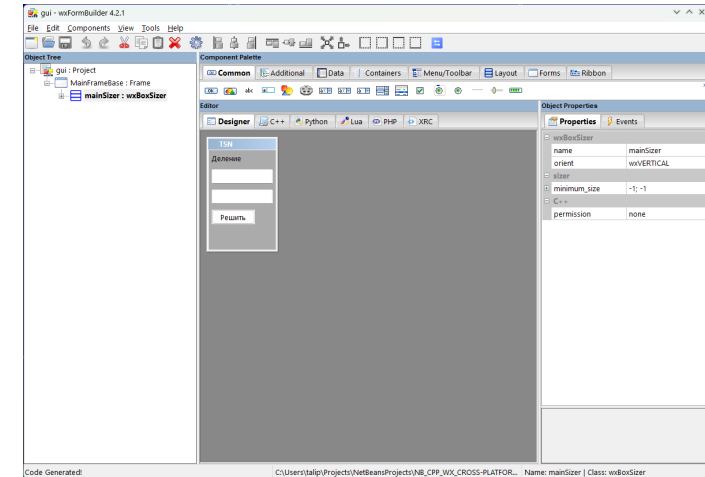 gui - wxFormBuilder 4.2.1
File Edit Components View Tools Help
Object Tree
gui : Project
MainFrameBase : Frame
mainSizer : wxBoxSizer
Component Palette
Common Additional Data Containers Menu/Toolbar Layout Forms Ribbon
Editor
Designer C++ Python Lua PHP XRC
TSN
Деление
Решить
Object Properties
Properties Events
wxBoxSizer
name mainSizer
orient wxVERTICAL
sizer
minimum_size -1; -1
C++
permission none
Code Generated! C:\Users\talip\Projects\NetBeansProjects\NB_CPP_WX_CROSS-PLATFOR... Name: mainSizer | Class: wxBoxSizer